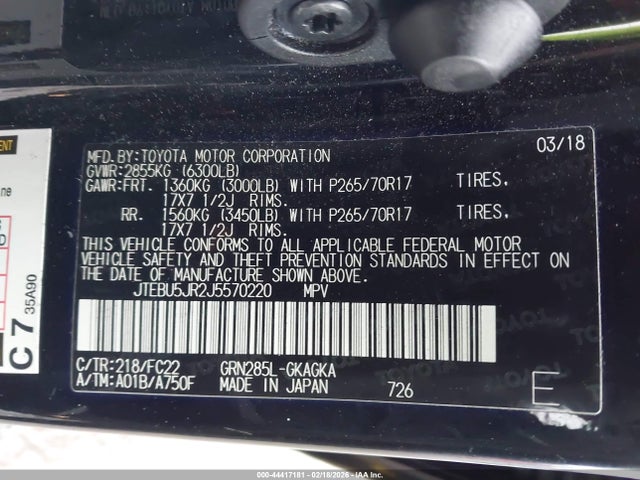 MFD.BY:TOYOTA MOTOR CORPORATION 03/18
GVWR:2855KG (6300LB)
GAWR:FRT. 1360KG (3000LB) WITH P265/70R17 TIRES,
17X7 1/2J RIMS.
RR. 1560KG (3450LB) WITH P265/70R17 TIRES,
17X7 1/2J RIMS.
THIS VEHICLE CONFORMS TO ALL APPLICABLE FEDERAL MOTOR
VEHICLE SAFETY AND THEFT PREVENTION STANDARDS IN EFFECT ON
THE DATE OF MANUFACTURE SHOWN ABOVE.
JTEBU5JR2J5570220 MPV
C/TR:218/FC22 GRN285L-GKAGKA
A/TM:A01B/A750F MADE IN JAPAN 726 E
C7
35A90
000-44417181 - 02/18/2026 - IAAI.COM